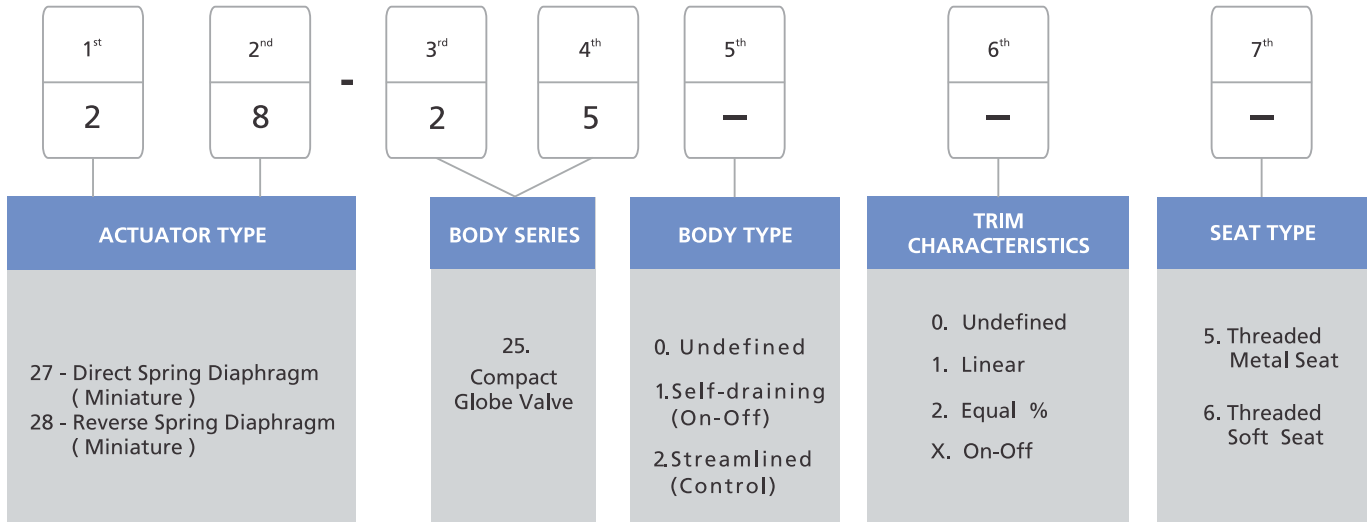 1st 2nd 3rd 4th 5th 6th 7th
2 8 - 2 5 – – –
ACTUATOR TYPE
27 - Direct Spring Diaphragm
( Miniature )
28 - Reverse Spring Diaphragm
( Miniature )
BODY SERIES
25.
Compact
Globe Valve
BODY TYPE
0. Undefined
1.Self-draining
(On-Off)
2.Streamlined
(Control)
TRIM
CHARACTERISTICS
0. Undefined
1. Linear
2. Equal %
X. On-Off
SEAT TYPE
5. Threaded
Metal Seat
6. Threaded
Soft Seat